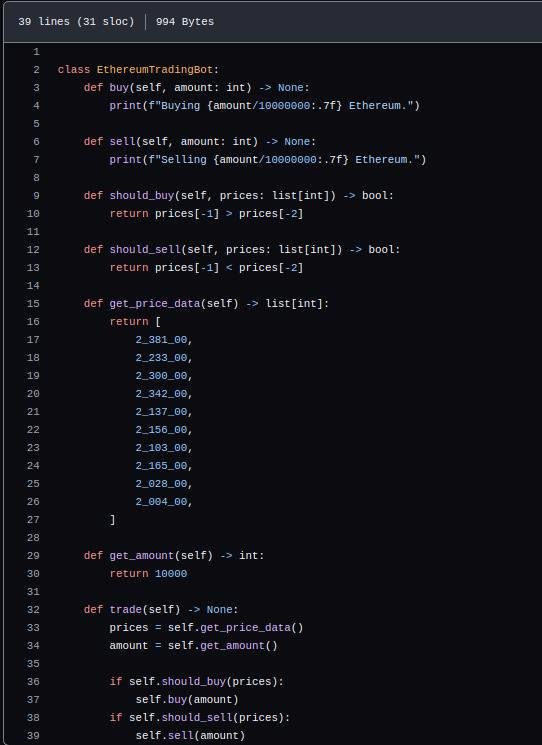 39 lines (31 sloc) | 994 Bytes
1
2 class EthereumTradingBot:
3     def buy(self, amount: int) -> None:
4         print(f"Buying {amount/10000000:.7f} Ethereum.")
5
6     def sell(self, amount: int) -> None:
7         print(f"Selling {amount/10000000:.7f} Ethereum.")
8
9     def should_buy(self, prices: list[int]) -> bool:
10         return prices[-1] > prices[-2]
11
12     def should_sell(self, prices: list[int]) -> bool:
13         return prices[-1] < prices[-2]
14
15     def get_price_data(self) -> list[int]:
16         return [
17             2_381_00,
18             2_233_00,
19             2_300_00,
20             2_342_00,
21             2_137_00,
22             2_156_00,
23             2_103_00,
24             2_165_00,
25             2_028_00,
26             2_004_00,
27         ]
28
29     def get_amount(self) -> int:
30         return 10000
31
32     def trade(self) -> None:
33         prices = self.get_price_data()
34         amount = self.get_amount()
35
36         if self.should_buy(prices):
37             self.buy(amount)
38         if self.should_sell(prices):
39             self.sell(amount)